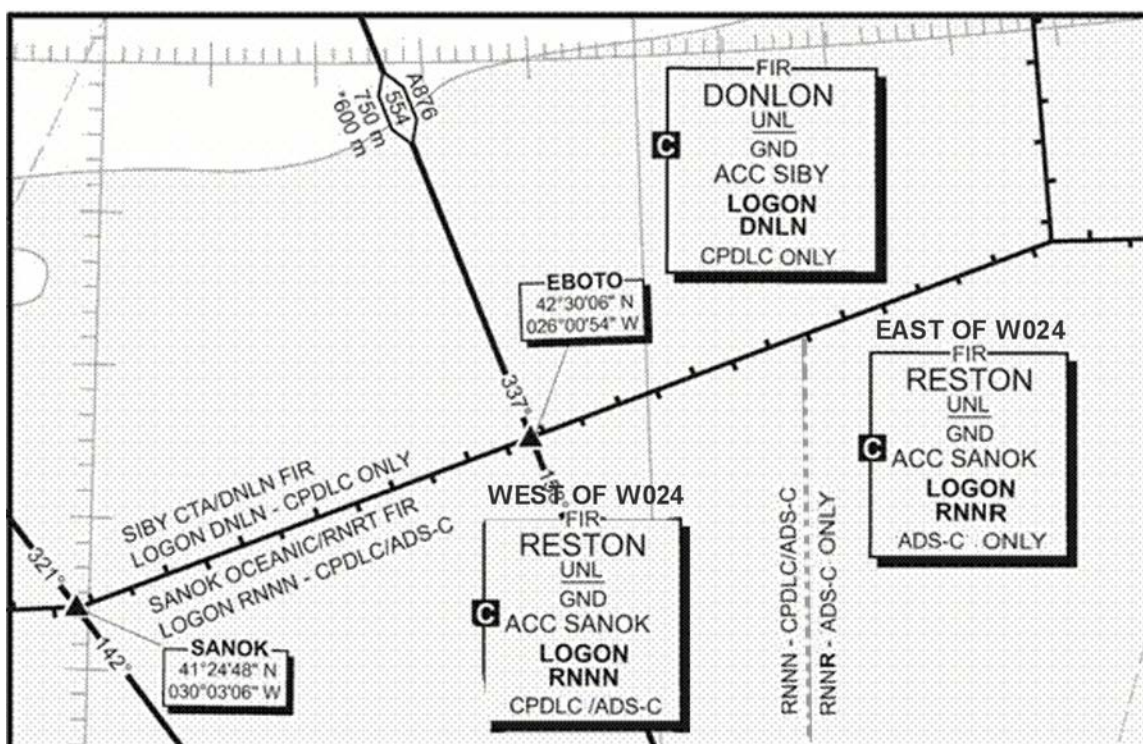 A876
554
750 m
*600 m
FIR
DONLON
UNL
GND
C
ACC SIBY
LOGON
DNLN
CPDLC ONLY
EBOTO
42°30'06" N
026°00'54" W
337°
EAST OF W024
FIR
RESTON
UNL
GND
C
ACC SANOK
LOGON
RNNR
ADS-C ONLY
SIBY CTA/DNLN FIR
LOGON DNLN - CPDLC ONLY
SANOK OCEANIC/RNRT FIR
LOGON RNNN - CPDLC/ADS-C
WEST OF W024
FIR
RESTON
UNL
GND
C
ACC SANOK
LOGON
RNNN
CPDLC /ADS-C
RNNN - CPDLC/ADS-C
RNNR - ADS-C ONLY
321°
142°
SANOK
41°24'48" N
030°03'06" W